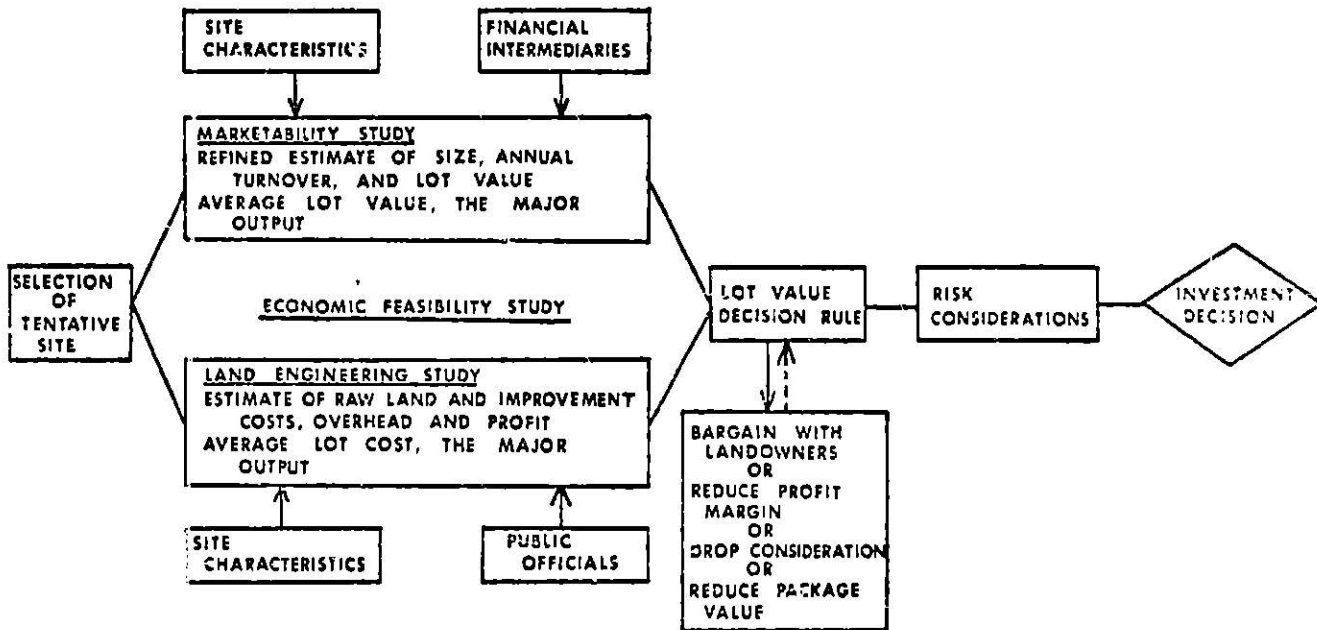 SITE
CHARACTERISTICS
FINANCIAL
INTERMEDIARIES
MARKETABILITY STUDY
REFINED ESTIMATE OF SIZE, ANNUAL
TURNOVER, AND LOT VALUE
AVERAGE LOT VALUE, THE MAJOR
OUTPUT
SELECTION
OF
TENTATIVE
SITE
ECONOMIC FEASIBILITY STUDY
LOT VALUE
DECISION RULE
RISK
CONSIDERATIONS
INVESTMENT
DECISION
LAND ENGINEERING STUDY
ESTIMATE OF RAW LAND AND IMPROVEMENT
COSTS, OVERHEAD AND PROFIT
AVERAGE LOT COST, THE MAJOR
OUTPUT
SITE
CHARACTERISTICS
PUBLIC
OFFICIALS
BARGAIN WITH
LANDOWNERS
OR
REDUCE PROFIT
MARGIN
OR
DROP CONSIDERATION
OR
REDUCE PACKAGE
VALUE